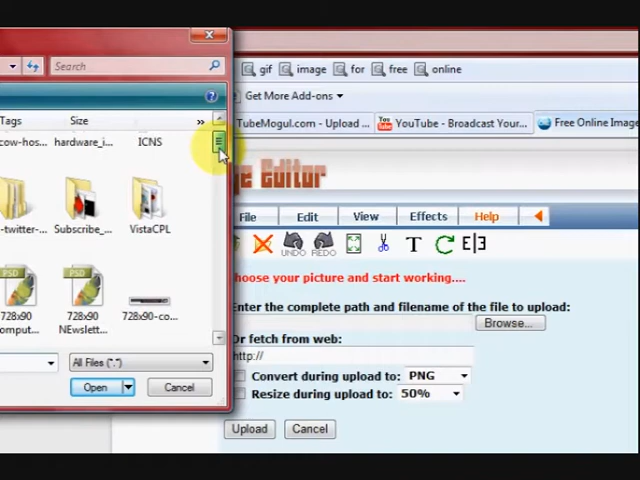 Search
gif image for free online
Get More Add-ons
TubeMogul.com - Upload ... YouTube - Broadcast Your... Free Online Image
Tags Size »
cow-hos... hardware_i... ICNS
ge Editor
File Edit View Effects Help
-twitter-... Subscribe_... VistaCPL
UNDO REDO T E|3
hoose your picture and start working....
PSD PSD
Enter the complete path and filename of the file to upload:
728x90 comput... 728x90 NEwslett... 728x90-co...
Browse...
Or fetch from web:
http://
All Files (*.*)
Convert during upload to: PNG
Open Cancel
Resize during upload to: 50%
Upload Cancel